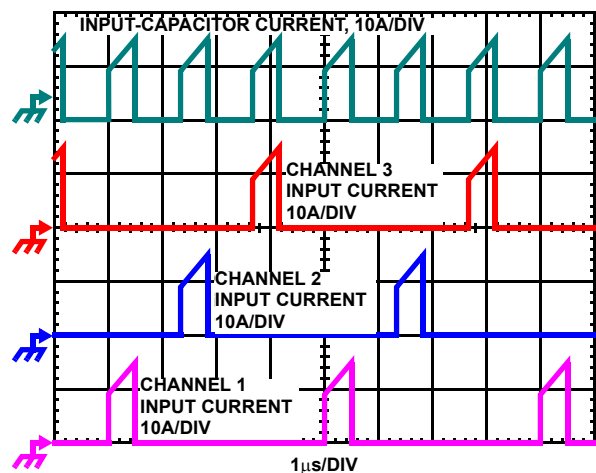 INPUT-CAPACITOR CURRENT, 10A/DIV
CHANNEL 3
INPUT CURRENT
10A/DIV
CHANNEL 2
INPUT CURRENT
10A/DIV
CHANNEL 1
INPUT CURRENT
10A/DIV
1μs/DIV